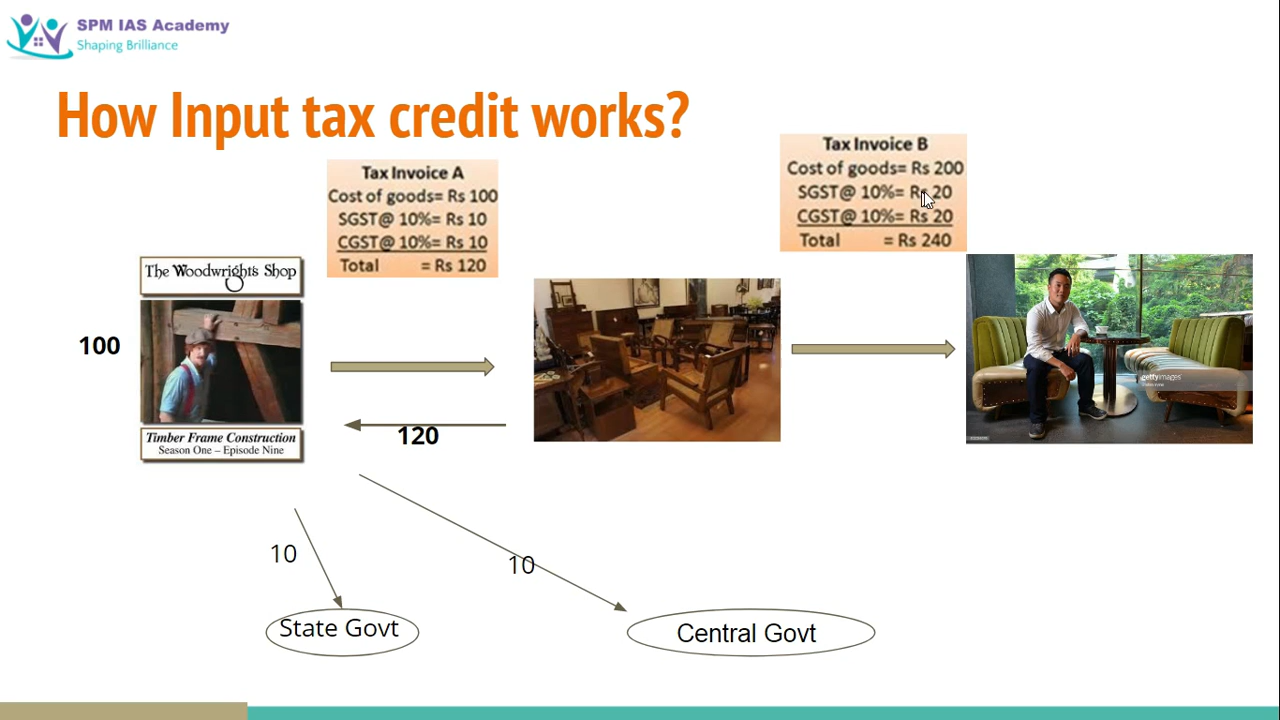 SPM IAS Academy
Shaping Brilliance
How Input tax credit works?
Tax Invoice A
Cost of goods= Rs 100
SGST@ 10%= Rs 10
CGST@ 10%= Rs 10
Total = Rs 120
Tax Invoice B
Cost of goods= Rs 200
SGST@ 10%= Rs 20
CGST@ 10%= Rs 20
Total = Rs 240
The Woodwright's Shop
100
Timber Frame Construction
Season One – Episode Nine
120
gettyimages
10
10
State Govt
Central Govt